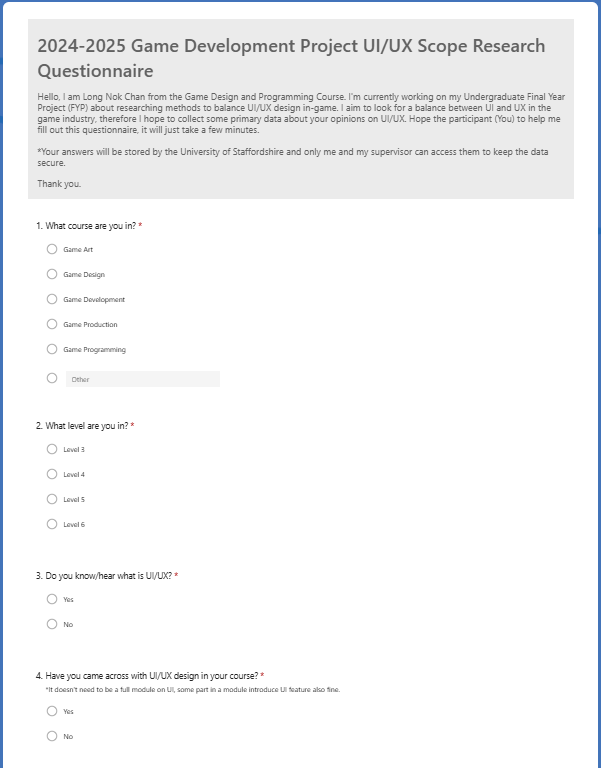 2024-2025 Game Development Project UI/UX Scope Research
Questionnaire
Hello, I am Long Nok Chan from the Game Design and Programming Course. I'm currently working on my Undergraduate Final Year
Project (FYP) about researching methods to balance UI/UX design in-game. I aim to look for a balance between UI and UX in the
game industry, therefore I hope to collect some primary data about your opinions on UI/UX. Hope the participant (You) to help me
fill out this questionnaire, it will just take a few minutes.
*Your answers will be stored by the University of Staffordshire and only me and my supervisor can access them to keep the data
secure.
Thank you.
1. What course are you in? *
Game Art
Game Design
Game Development
Game Production
Game Programming
Other
2. What level are you in? *
Level 3
Level 4
Level 5
Level 6
3. Do you know/hear what is UI/UX? *
Yes
No
4. Have you came across with UI/UX design in your course? *
*It doesn't need to be a full module on UI, some part in a module introduce UI feature also fine.
Yes
No